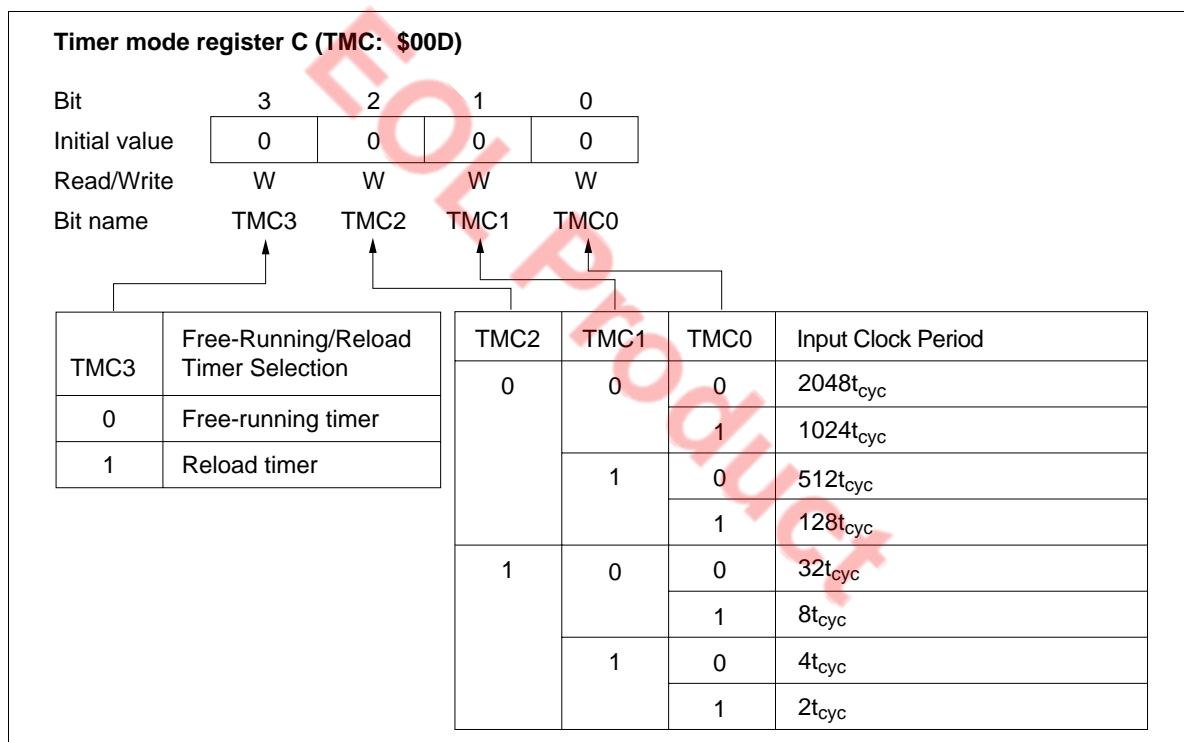 Timer mode register C (TMC: $00D)
Bit 3 2 1 0
Initial value 0 0 0 0
Read/Write W W W W
Bit name TMC3 TMC2 TMC1 TMC0
TMC3 Free-Running/Reload Timer Selection
0 Free-running timer
1 Reload timer
TMC2 TMC1 TMC0 Input Clock Period
0 0 0 2048tcyc
1 1024tcyc
1 0 512tcyc
1 128tcyc
1 0 0 32tcyc
1 8tcyc
1 0 4tcyc
1 2tcyc
EOL Product